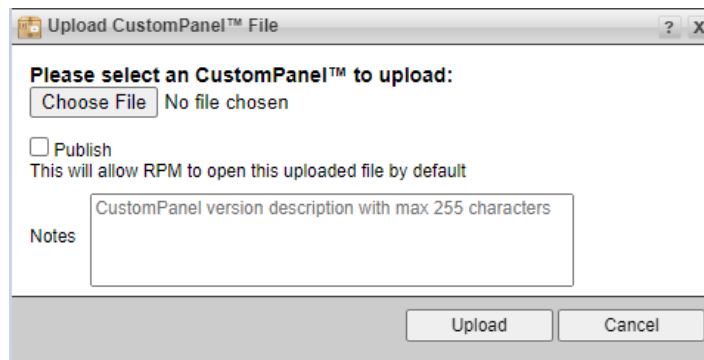 Upload CustomPanel™ File ? X
Please select an CustomPanel™ to upload:
Choose File No file chosen
Publish
This will allow RPM to open this uploaded file by default
CustomPanel version description with max 255 characters
Notes
Upload Cancel